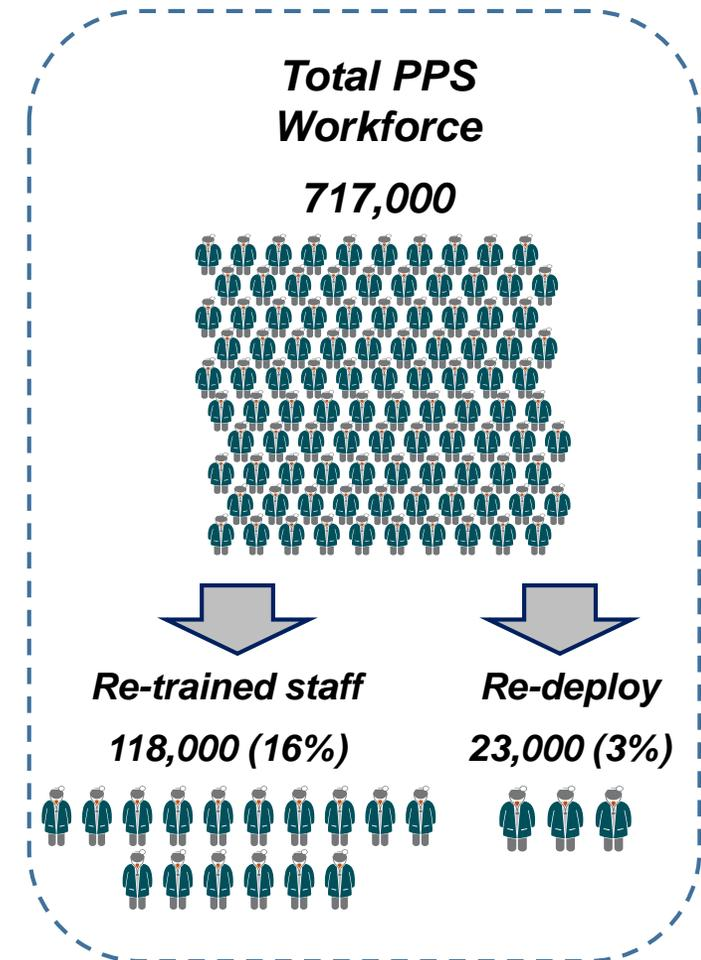 Total PPS
Workforce
717,000
Re-trained staff
118,000 (16%)
Re-deploy
23,000 (3%)